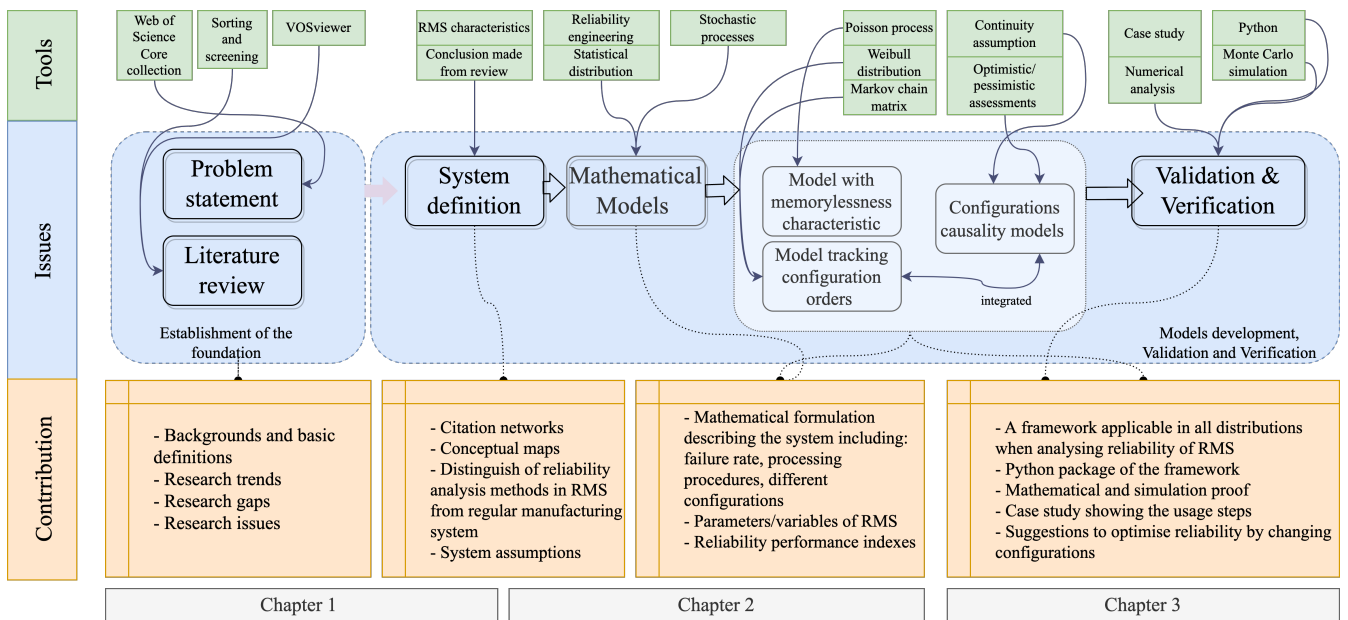 Tools
Web of
Science
Core
collection
Sorting
and
screening
VOSviewer
RMS characteristics
Conclusion made
from review
Reliability
engineering
Statistical
distribution
Stochastic
processes
Poisson process
Weibull
distribution
Markov chain
matrix
Continuity
assumption
Optimistic/
pessimistic
assessments
Case study
Numerical
analysis
Python
Monte Carlo
simulation
Issues
Problem
statement
Literature
review
Establishment of the
foundation
System
definition
Mathematical
Models
Model with
memorylessness
characteristic
Model tracking
configuration
orders
Configurations
causality models
integrated
Validation &
Verification
Models development,
Validation and Verification
Contrribution
- Backgrounds and basic
definitions
- Research trends
- Research gaps
- Research issues
- Citation networks
- Conceptual maps
- Distinguish of reliability
analysis methods in RMS
from regular manufacturing
system
- System assumptions
- Mathematical formulation
describing the system including:
failure rate, processing
procedures, different
configurations
- Parameters/variables of RMS
- Reliability performance indexes
- A framework applicable in all distributions
when analysing reliability of RMS
- Python package of the framework
- Mathematical and simulation proof
- Case study showing the usage steps
- Suggestions to optimise reliability by changing
configurations
Chapter 1
Chapter 2
Chapter 3